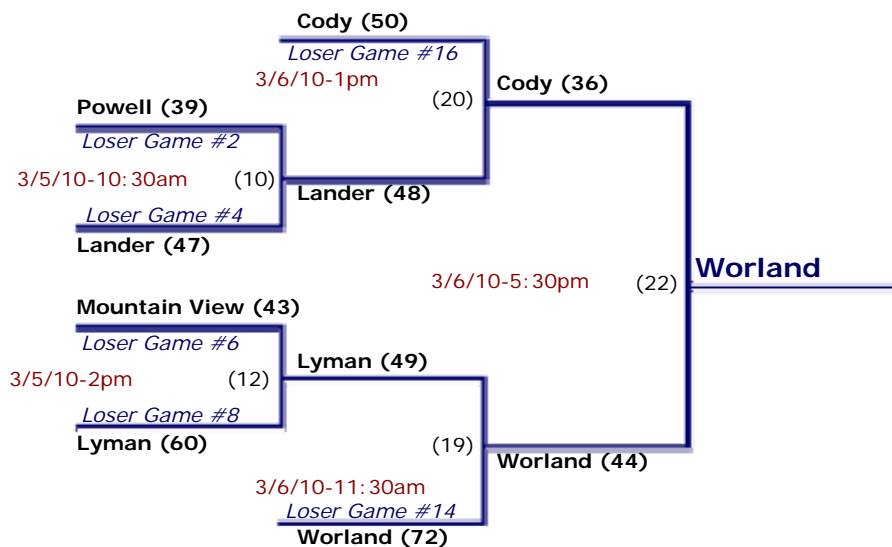 Cody (50)
Loser Game #16
3/6/10-1pm
(20)
Cody (36)
Powell (39)
Loser Game #2
3/5/10-10:30am
(10)
Lander (48)
Loser Game #4
Lander (47)
3/6/10-5:30pm
(22)
Worland
Mountain View (43)
Loser Game #6
3/5/10-2pm
(12)
Lyman (49)
Loser Game #8
Lyman (60)
(19)
Worland (44)
3/6/10-11:30am
Loser Game #14
Worland (72)